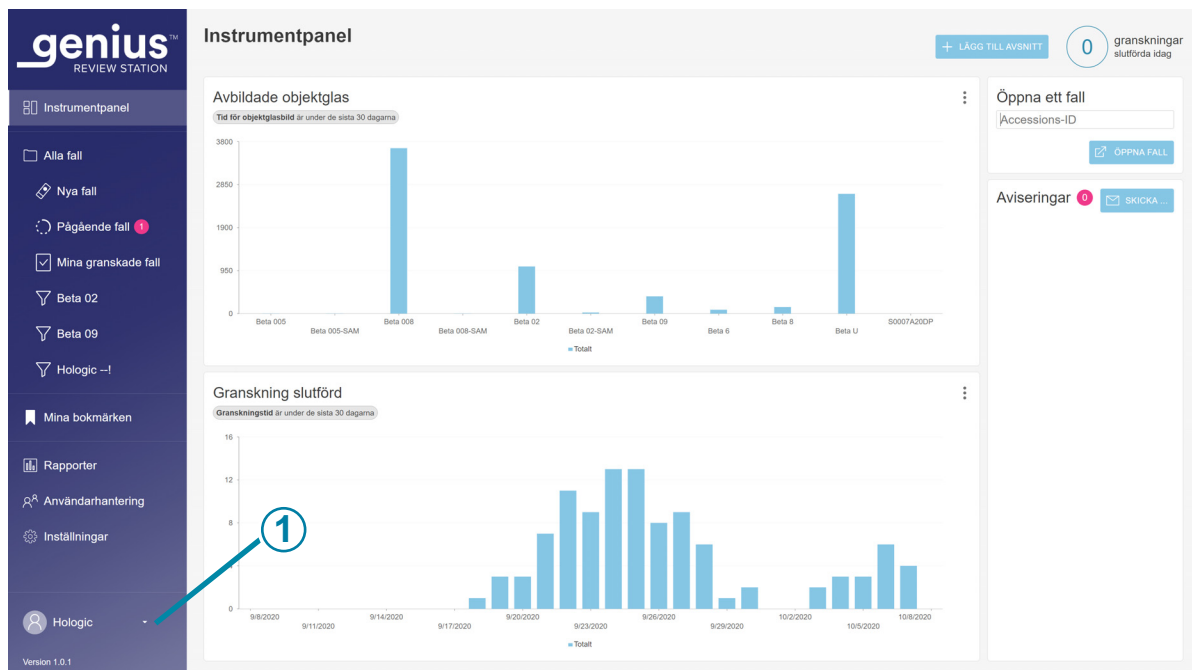 genius™
REVIEW STATION
Instrumentpanel
Alla fall
Nya fall
Pågående fall 1
Mina granskade fall
Beta 02
Beta 09
Hologic --!
Mina bokmärken
Rapporter
Användarhantering
Inställningar
Hologic
Version 1.0.1
1
Instrumentpanel
+ LÄGG TILL AVSNITT
0
granskningar
slutförda idag
Avbildade objektglas
Tid för objektglasbild är under de sista 30 dagarna
3800
2850
1900
950
0
Beta 005
Beta 005-SAM
Beta 008
Beta 008-SAM
Beta 02
Beta 02-SAM
Beta 09
Beta 6
Beta 8
Beta U
S0007A20DP
Totalt
Granskning slutförd
Granskningstid är under de sista 30 dagarna
16
12
8
0
9/8/2020
9/11/2020
9/14/2020
9/17/2020
9/20/2020
9/23/2020
9/26/2020
9/29/2020
10/2/2020
10/5/2020
10/8/2020
Totalt
Öppna ett fall
Accessions-ID
ÖPPNA FALL
Aviseringar 0
SKICKA ...